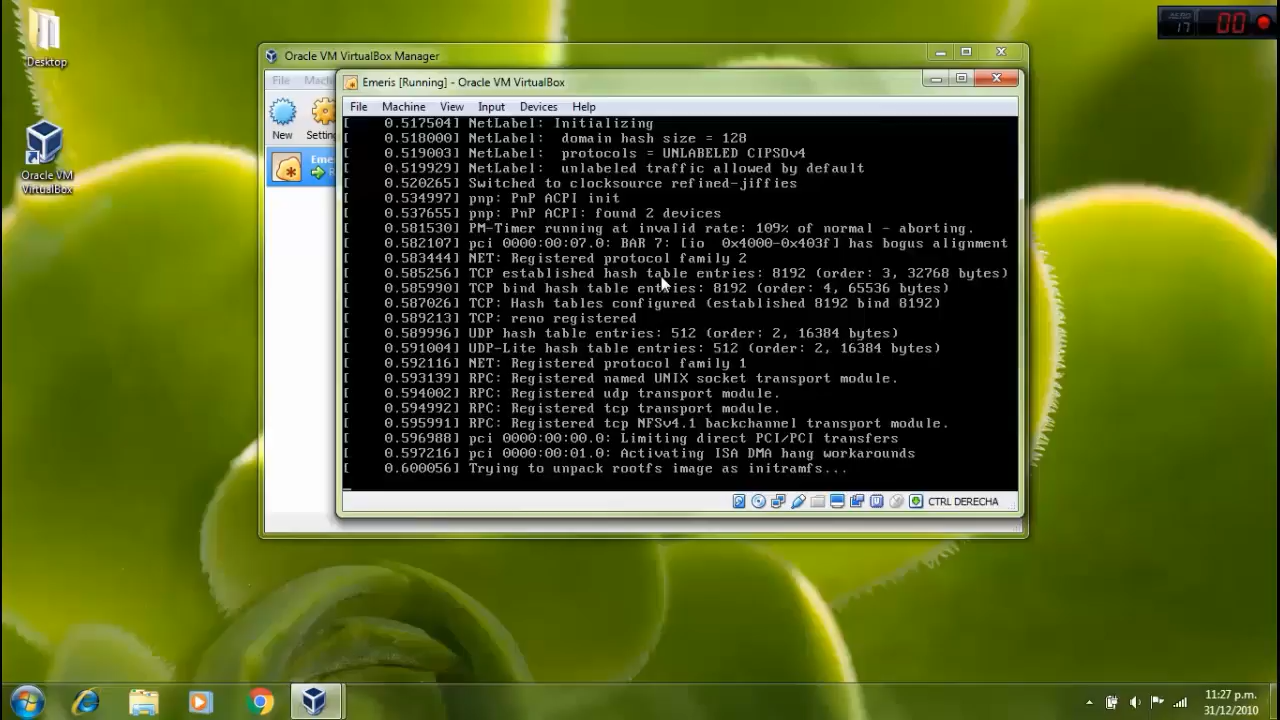 Desktop
Oracle VM
VirtualBox
17
00
Oracle VM VirtualBox Manager
File
New
Emeris [Running] - Oracle VM VirtualBox
File Machine View Input Devices Help
[ 0.517504] NetLabel: Initializing
[ 0.518000] NetLabel:  domain hash size = 128
[ 0.519003] NetLabel:  protocols = UNLABELED CIPSOv4
[ 0.519929] NetLabel:  unlabeled traffic allowed by default
[ 0.520265] Switched to clocksource refined-jiffies
[ 0.534997] pnp: PnP ACPI init
[ 0.537655] pnp: PnP ACPI: found 2 devices
[ 0.581530] PM-Timer running at invalid rate: 109% of normal - aborting.
[ 0.582107] pci 0000:00:07.0: BAR 7: [io  0x4000-0x403f] has bogus alignment
[ 0.583444] NET: Registered protocol family 2
[ 0.585256] TCP established hash table entries: 8192 (order: 3, 32768 bytes)
[ 0.585990] TCP bind hash table entries: 8192 (order: 4, 65536 bytes)
[ 0.587026] TCP: Hash tables configured (established 8192 bind 8192)
[ 0.589213] TCP: reno registered
[ 0.589996] UDP hash table entries: 512 (order: 2, 16384 bytes)
[ 0.591004] UDP-Lite hash table entries: 512 (order: 2, 16384 bytes)
[ 0.592116] NET: Registered protocol family 1
[ 0.593139] RPC: Registered named UNIX socket transport module.
[ 0.594002] RPC: Registered udp transport module.
[ 0.594992] RPC: Registered tcp transport module.
[ 0.595991] RPC: Registered tcp NFSv4.1 backchannel transport module.
[ 0.596988] pci 0000:00:00.0: Limiting direct PCI/PCI transfers
[ 0.597216] pci 0000:00:01.0: Activating ISA DMA hang workarounds
[ 0.600056] Trying to unpack rootfs image as initramfs...
CTRL DERECHA
11:27 p.m.
31/12/2010